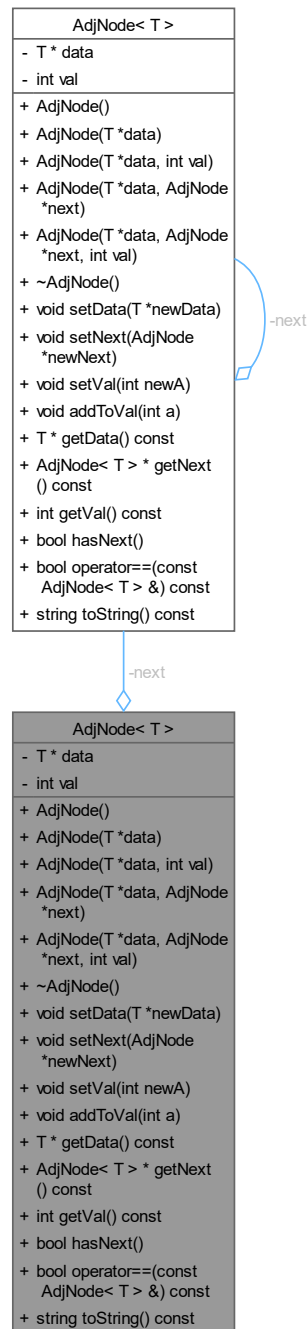 AdjNode< T >
- T * data
- int val
+ AdjNode()
+ AdjNode(T *data)
+ AdjNode(T *data, int val)
+ AdjNode(T *data, AdjNode
*next)
+ AdjNode(T *data, AdjNode
*next, int val)
+ ~AdjNode()
+ void setData(T *newData)
+ void setNext(AdjNode
*newNext)
+ void setVal(int newA)
+ void addToVal(int a)
+ T * getData() const
+ AdjNode< T > * getNext
() const
+ int getVal() const
+ bool hasNext()
+ bool operator==(const
AdjNode< T > &) const
+ string toString() const
-next
-next
AdjNode< T >
- T * data
- int val
+ AdjNode()
+ AdjNode(T *data)
+ AdjNode(T *data, int val)
+ AdjNode(T *data, AdjNode
*next)
+ AdjNode(T *data, AdjNode
*next, int val)
+ ~AdjNode()
+ void setData(T *newData)
+ void setNext(AdjNode
*newNext)
+ void setVal(int newA)
+ void addToVal(int a)
+ T * getData() const
+ AdjNode< T > * getNext
() const
+ int getVal() const
+ bool hasNext()
+ bool operator==(const
AdjNode< T > &) const
+ string toString() const